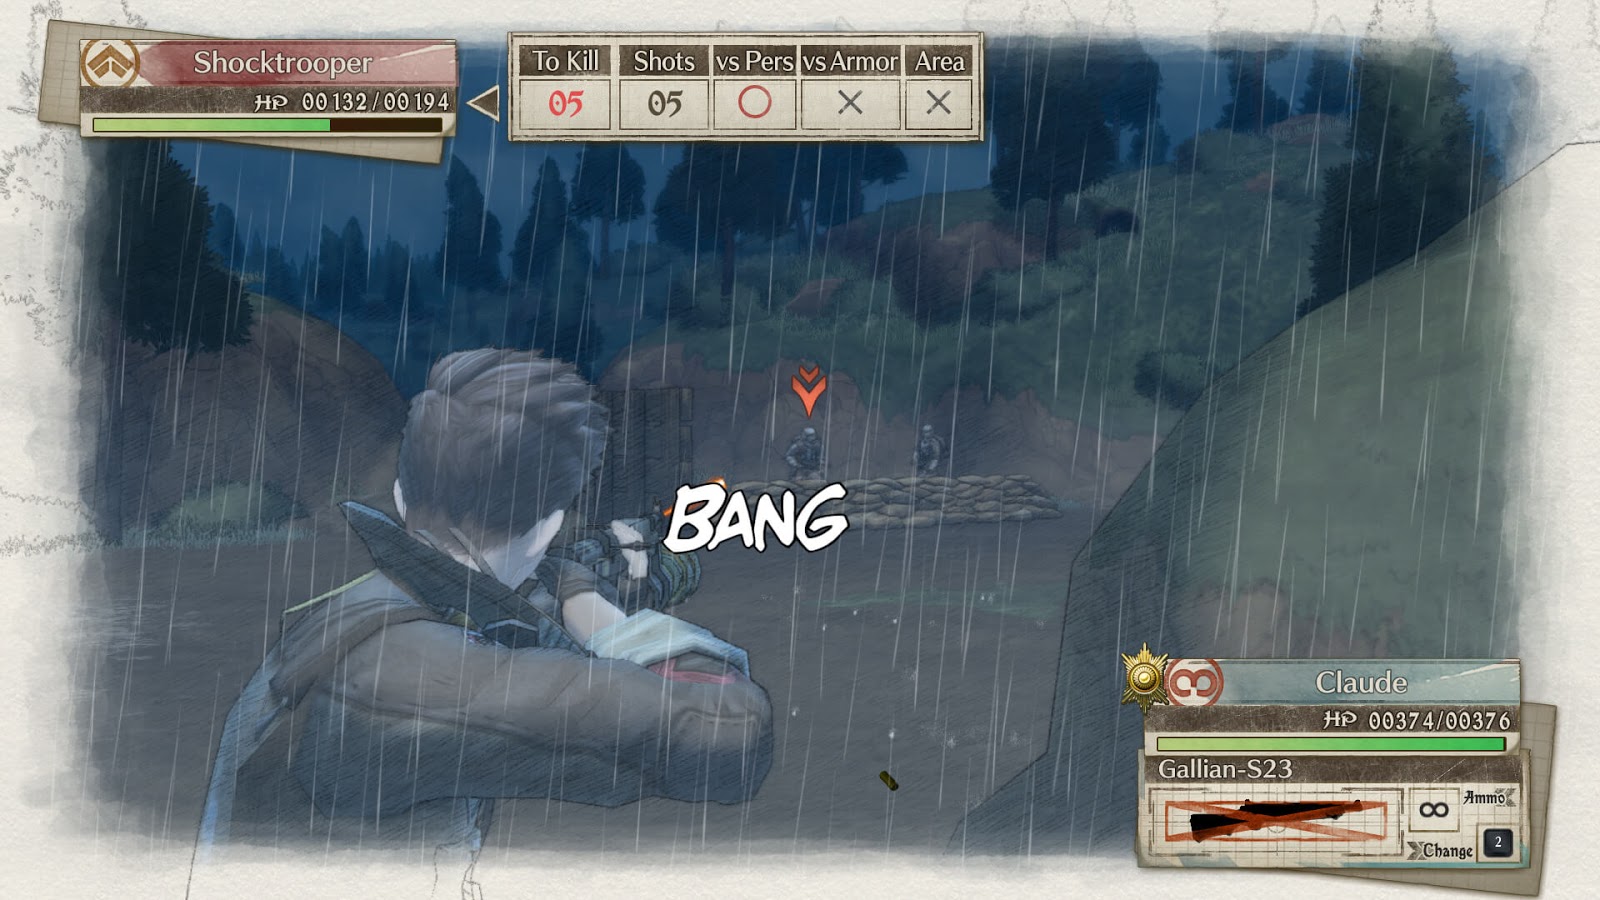 Shocktrooper
HP 00132/00194
To Kill Shots vs Pers vs Armor Area
05 05
BANG
Claude
HP 00374/00376
Gallian-S23
∞ Ammo
Change 2